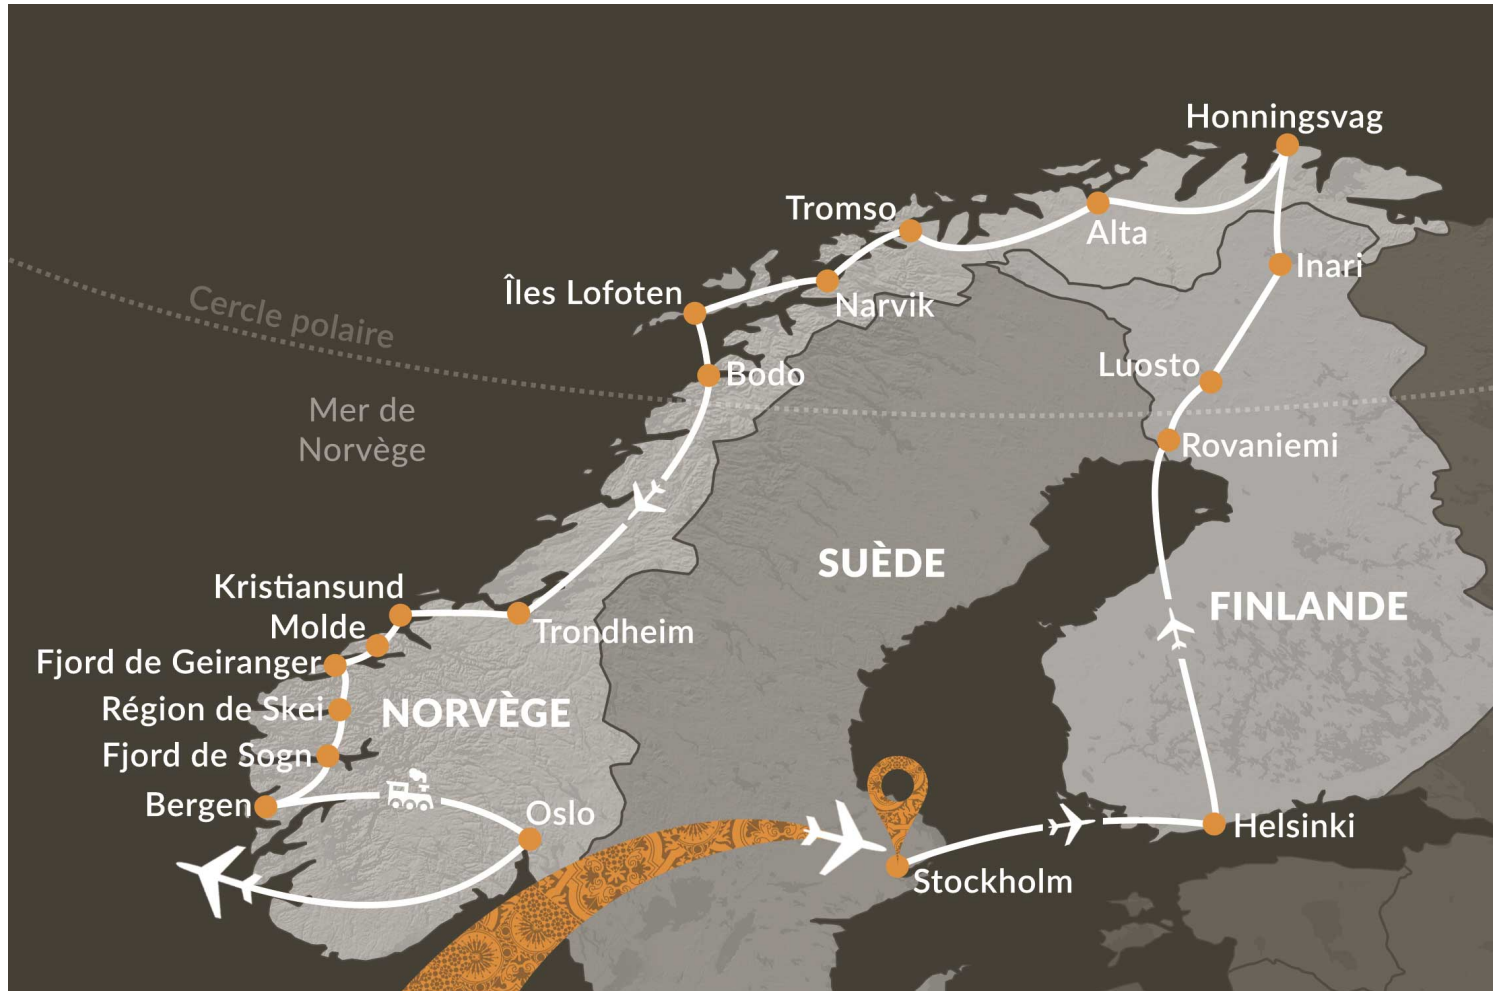 Honningsvag
Tromso
Alta
Inari
Îles Lofoten
Narvik
Cercle polaire
Bodo
Luosto
Mer de
Norvège
Rovaniemi
SUÈDE
Kristiansund
FINLANDE
Molde
Trondheim
Fjord de Geiranger
Région de Skei
NORVÈGE
Fjord de Sogn
Bergen
Oslo
Helsinki
Stockholm